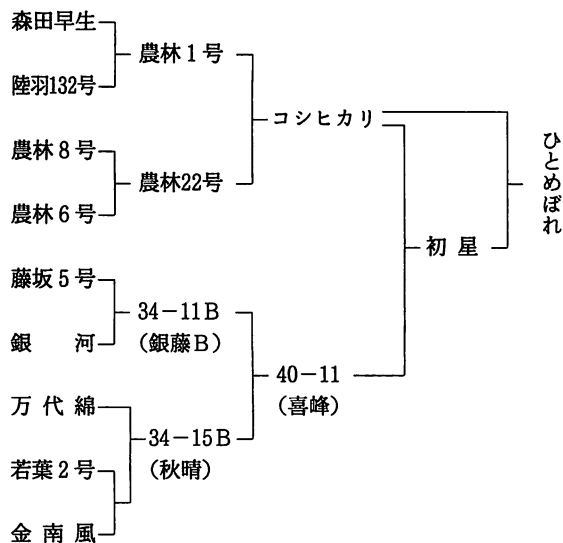 森田早生
農林1号
陸羽132号
コシヒカリ
農林8号
農林22号
農林6号
ひとめぼれ
初星
藤坂5号
34-11B
(銀藤B)
銀河
40-11
(喜峰)
万代綿
34-15B
(秋晴)
若葉2号
金南風